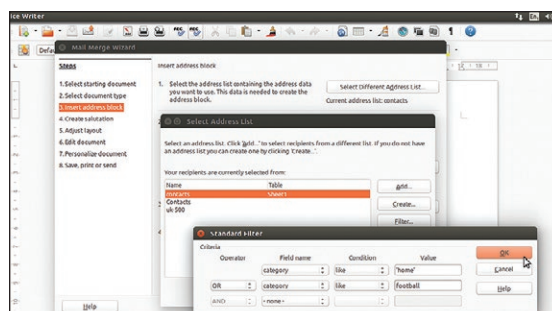 ice Writer
Mail Merge Wizard
Steps
1.Select starting document
2.Select document type
3.Insert address block
4.Create salutation
5.Adjust layout
6.Edit document
7.Personalize document
8.Save, print or send
Help
Insert address block
1. Select the address list containing the address data
you want to use. This data is needed to create the
address block.
Select Different Address List...
Current address list: contacts
Select Address List
Select an address list. Click 'Add...' to select recipients from a different list. If you do not have
an address list you can create one by clicking 'Create...'.
Your recipients are currently selected from:
Name Table
contacts Sheet1
Contacts
uk-500
Add...
Create...
Filter...
Standard Filter
Criteria
Operator Field name Condition Value
category like "home"
OR category like football
AND - none -
OK
Cancel
Help